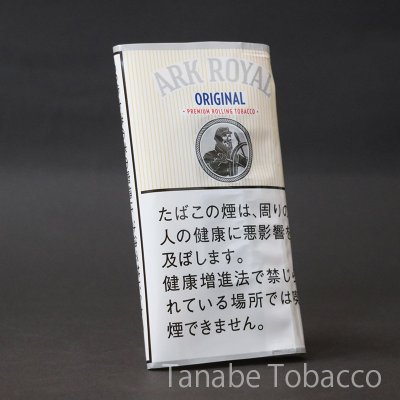 ARK ROYAL
ORIGINAL
• PREMIUM ROLLING TOBACCO •
たばこの煙は、周りの
人の健康に悪影響を
及ぼします。
健康増進法で禁じら
れている場所では喫
煙できません。
Tanabe Tobacco